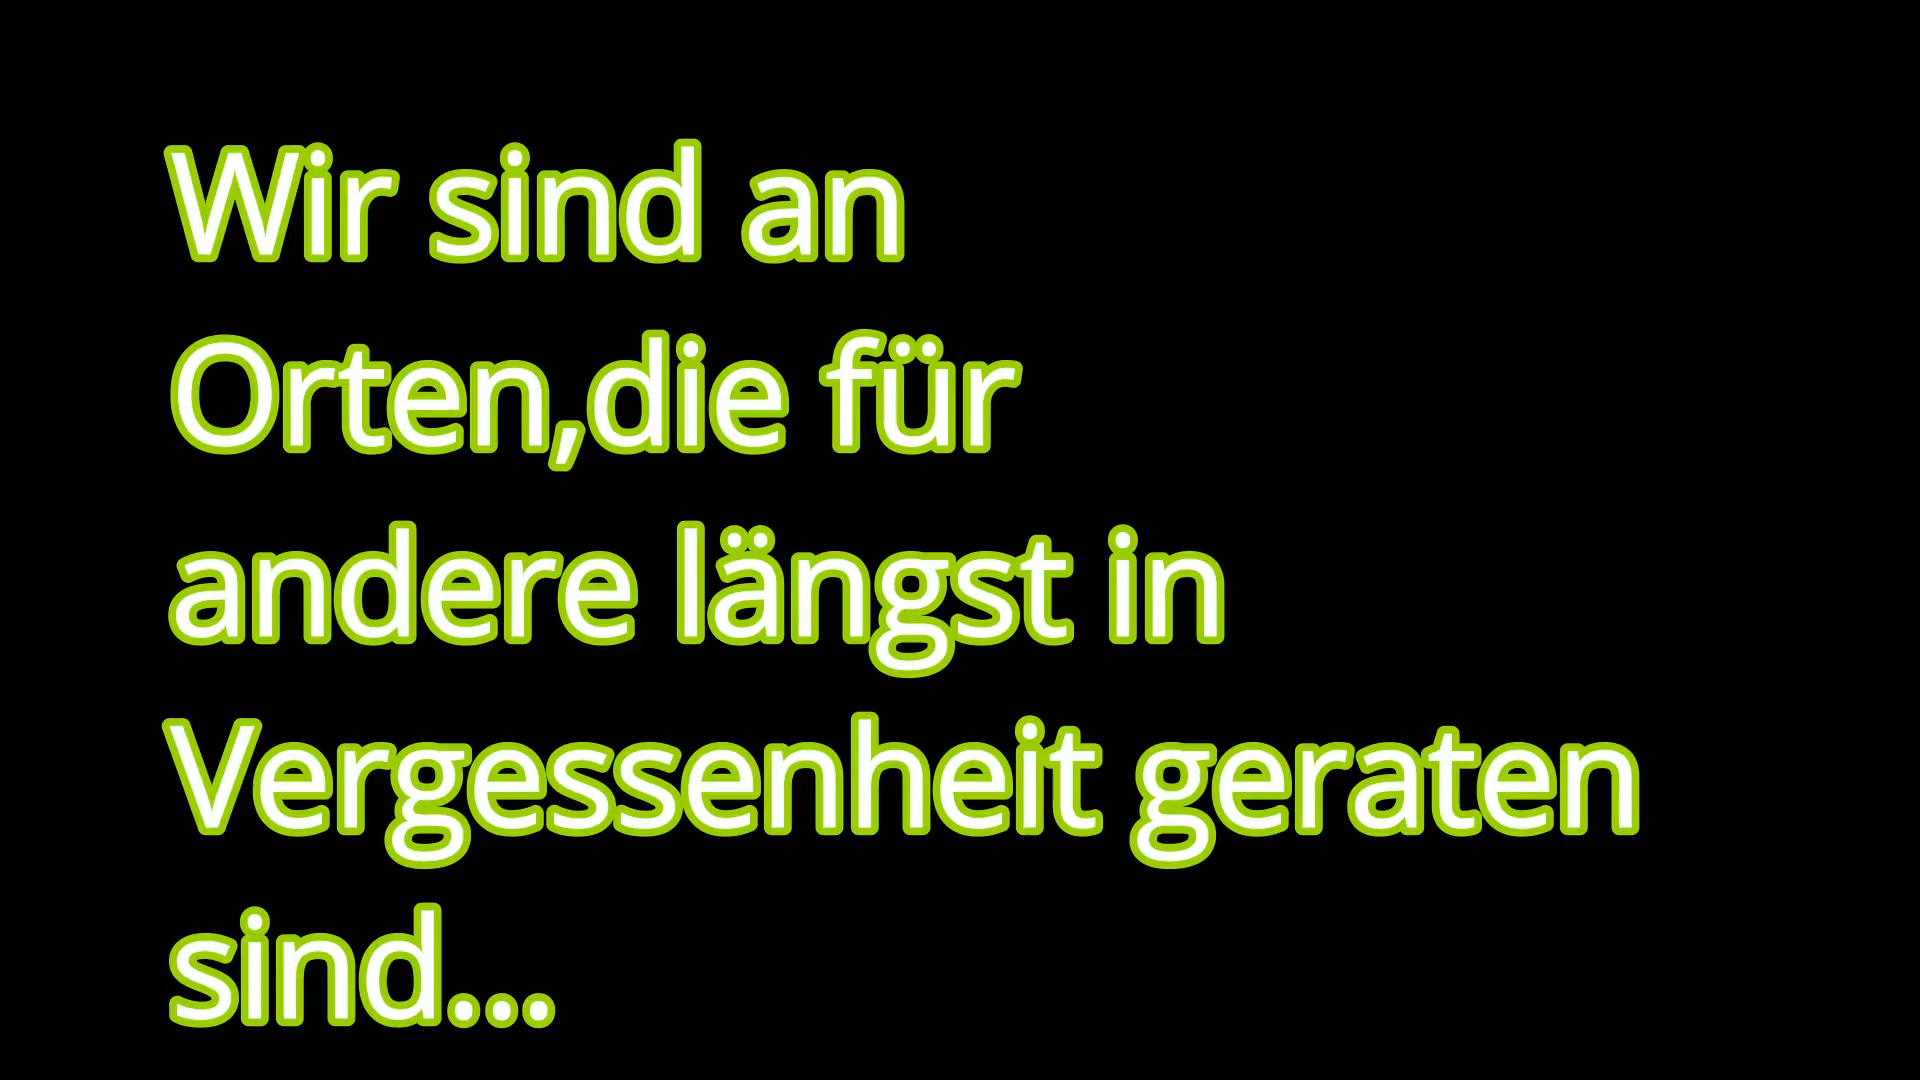 Wir sind an
Orten,die für
andere längst in
Vergessenheit geraten
sind...